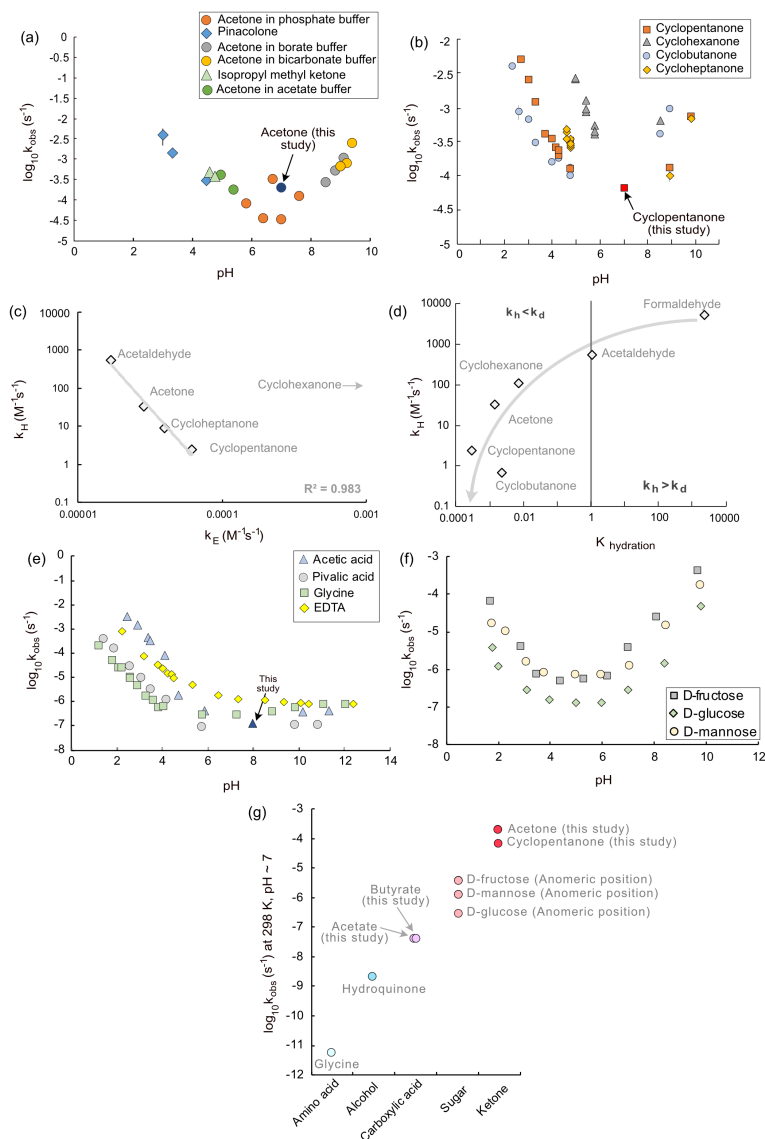 (a)
Acetone in phosphate buffer
Pinacolone
Acetone in borate buffer
Acetone in bicarbonate buffer
Isopropyl methyl ketone
Acetone in acetate buffer
0
-0.5
-1
-1.5
-2
-2.5
-3
-3.5
-4
-4.5
-5
log10kobs (s-1)
Acetone (this
study)
0 2 4 6 8 10
pH
(b)
Cyclopentanone
Cyclohexanone
Cyclobutanone
Cycloheptanone
-2
-2.5
-3
-3.5
-4
-4.5
-5
log10kobs (s-1)
Cyclopentanone
(this study)
0 2 4 6 8 10
pH
(c)
10000
1000
100
10
1
0.1
kH (M-1s-1)
Acetaldehyde
Acetone
Cyclohexanone
Cycloheptanone
Cyclopentanone
R² = 0.983
0.00001 0.0001 0.001
kE (M-1s-1)
(d)
10000
1000
100
10
1
0.1
kH (M-1s-1)
kh<kd
Formaldehyde
Acetaldehyde
Cyclohexanone
Acetone
Cyclopentanone
Cyclobutanone
kh>kd
0.0001 0.01 1 100 10000
K hydration
(e)
Acetic acid
Pivalic acid
Glycine
EDTA
0
-1
-2
-3
-4
-5
-6
-7
-8
log10kobs (s-1)
This
study
0 2 4 6 8 10 12 14
pH
(f)
-3
-4
-5
-6
-7
-8
log10kobs (s-1)
D-fructose
D-glucose
D-mannose
0 2 4 6 8 10 12
pH
(g)
-3
-4
-5
-6
-7
-8
-9
-10
-11
-12
log10kobs (s-1) at 298 K, pH ~ 7
Acetone (this study)
Cyclopentanone (this study)
D-fructose (Anomeric position)
D-mannose (Anomeric position)
D-glucose (Anomeric position)
Butyrate
(this study)
Acetate
(this study)
Hydroquinone
Glycine
Amino acid
Alcohol
Carboxylic acid
Sugar
Ketone